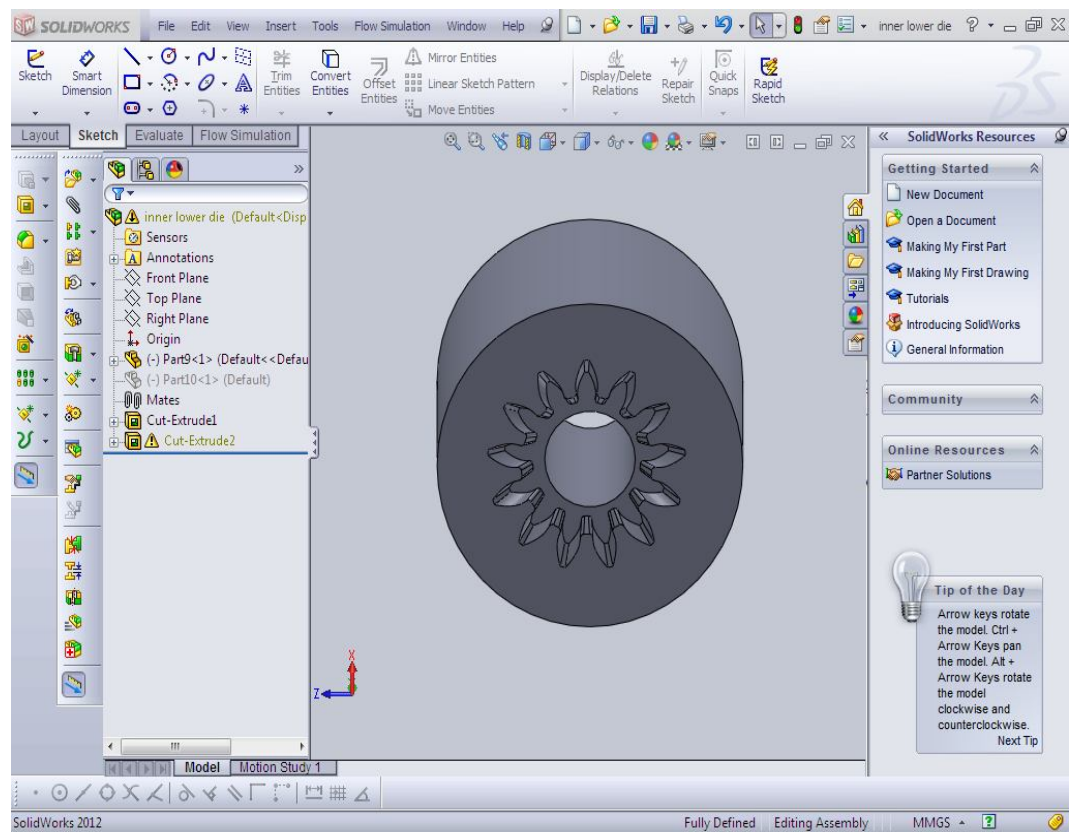 SOLIDWORKS File Edit View Insert Tools Flow Simulation Window Help inner lower die ?
Sketch
Smart Dimension
Trim Entities
Convert Entities
Offset Entities
Mirror Entities
Linear Sketch Pattern
Move Entities
Display/Delete Relations
Repair Sketch
Quick Snaps
Rapid Sketch
Layout Sketch Evaluate Flow Simulation
inner lower die (Default<Disp
Sensors
A Annotations
Front Plane
Top Plane
Right Plane
Origin
(-) Part9<1> (Default<<Defau
(-) Part10<1> (Default)
Mates
Cut-Extrude1
Cut-Extrude2
X
Z
« SolidWorks Resources
Getting Started
New Document
Open a Document
Making My First Part
Making My First Drawing
Tutorials
Introducing SolidWorks
General Information
Community
Online Resources
Partner Solutions
Tip of the Day
Arrow keys rotate
the model. Ctrl +
Arrow Keys pan
the model. Alt +
Arrow Keys rotate
the model
clockwise and
counterclockwise.
Next Tip
Model Motion Study 1
SolidWorks 2012 Fully Defined Editing Assembly MMGS ?